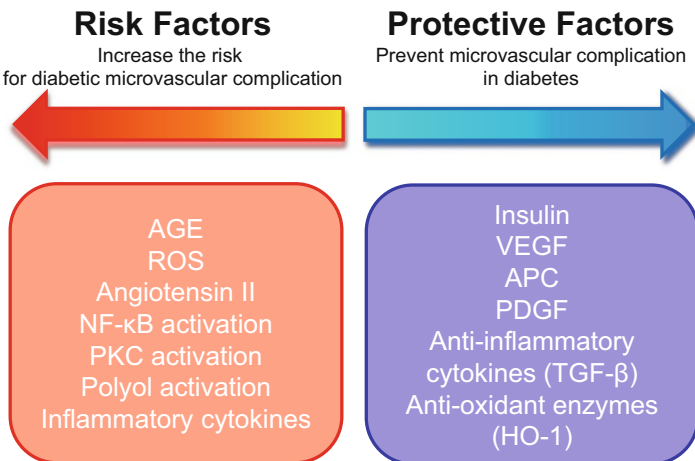 Risk Factors
Increase the risk
for diabetic microvascular complication
Protective Factors
Prevent microvascular complication
in diabetes
AGE
ROS
Angiotensin II
NF-κB activation
PKC activation
Polyol activation
Inflammatory cytokines
Insulin
VEGF
APC
PDGF
Anti-inflammatory
cytokines (TGF-β)
Anti-oxidant enzymes
(HO-1)